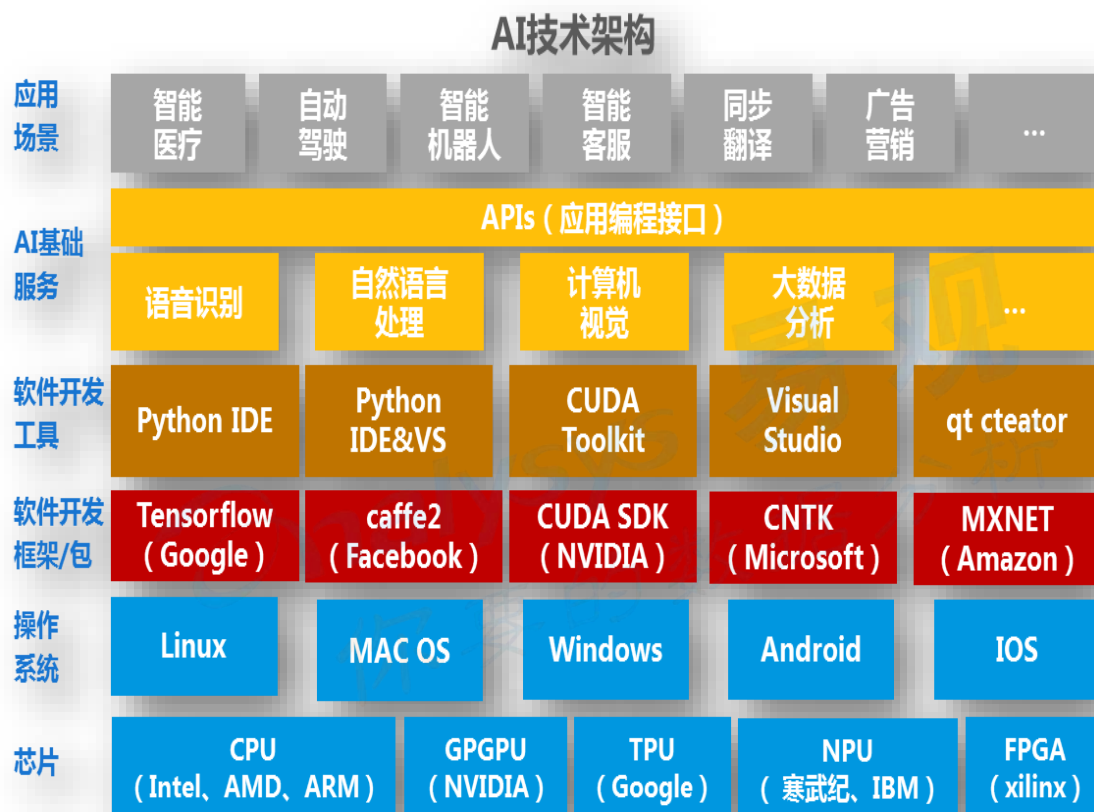 AI技术架构
应用
场景
智能
医疗
自动
驾驶
智能
机器人
智能
客服
同步
翻译
广告
营销
...
AI基础
服务
APIs（应用编程接口）
语音识别
自然语言
处理
计算机
视觉
大数据
分析
...
软件开发
工具
Python IDE
Python
IDE&VS
CUDA
Toolkit
Visual
Studio
qt cteator
软件开发
框架/包
Tensorflow
（Google）
caffe2
（Facebook）
CUDA SDK
（NVIDIA）
CNTK
（Microsoft）
MXNET
（Amazon）
操作
系统
Linux
MAC OS
Windows
Android
IOS
芯片
CPU
（Intel、AMD、ARM）
GPGPU
（NVIDIA）
TPU
（Google）
NPU
（寒武纪、IBM）
FPGA
（xilinx）
易观